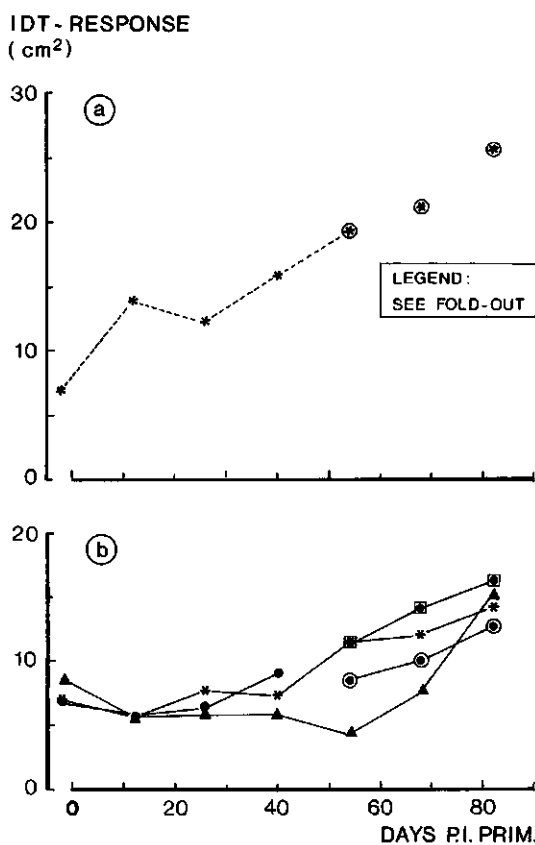 IDT - RESPONSE
(cm²)
30
20
10
0
a
LEGEND:
SEE FOLD-OUT
20
10
0
b
0 20 40 60 80
DAYS P.I. PRIM.